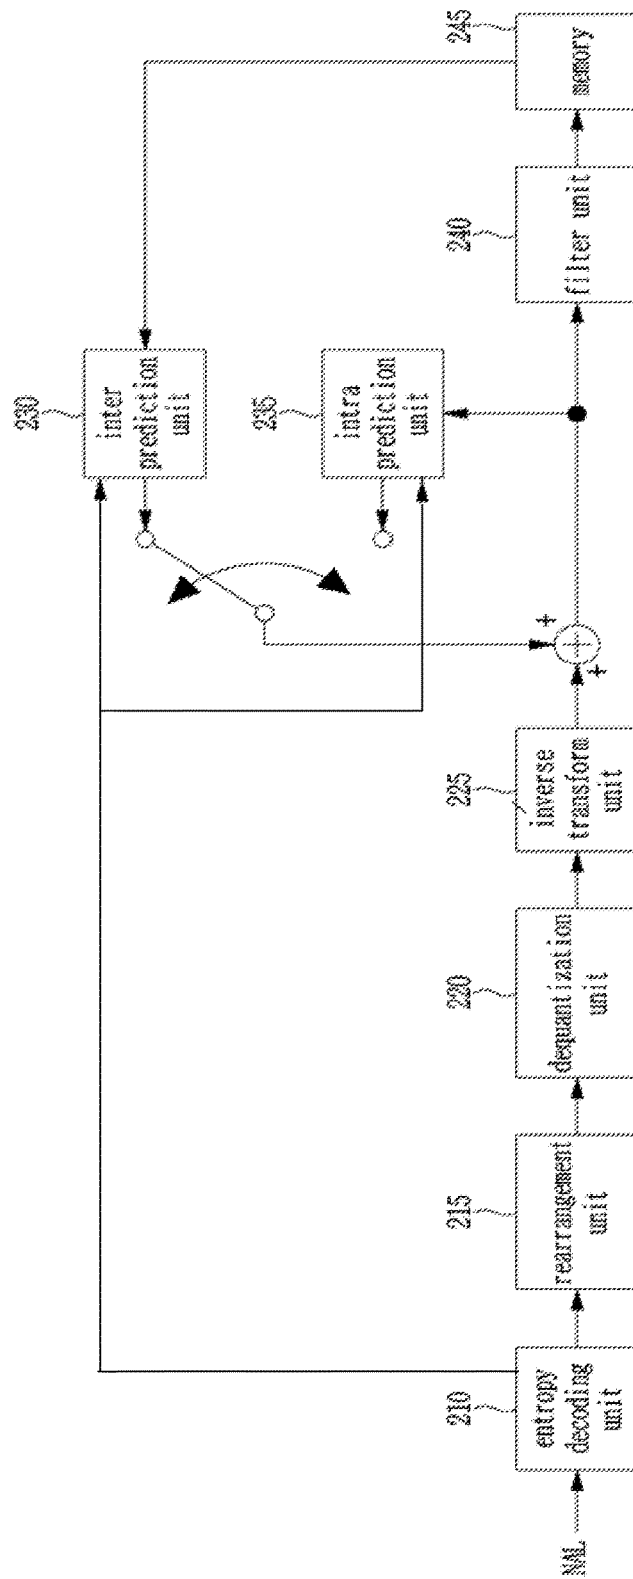 230
inter
prediction
unit
235
intra
prediction
unit
+
+
NAL
210
entropy
decoding
unit
215
rearrangement
unit
220
dequantization
unit
225
inverse
transform
unit
240
filter unit
245
memory